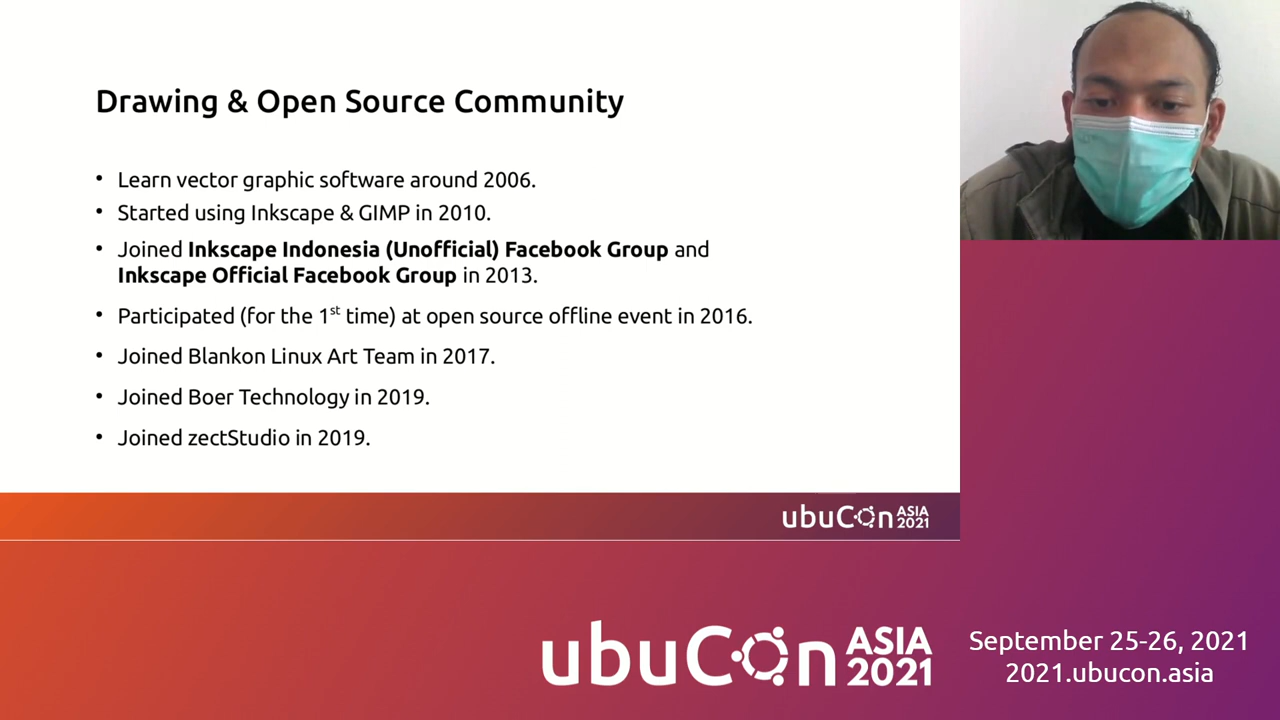 Drawing & Open Source Community
• Learn vector graphic software around 2006.
• Started using Inkscape & GIMP in 2010.
• Joined Inkscape Indonesia (Unofficial) Facebook Group and
Inkscape Official Facebook Group in 2013.
• Participated (for the 1st time) at open source offline event in 2016.
• Joined Blankon Linux Art Team in 2017.
• Joined Boer Technology in 2019.
• Joined zectStudio in 2019.
ubuCon ASIA 2021
ubuCon ASIA 2021
September 25-26, 2021
2021.ubucon.asia